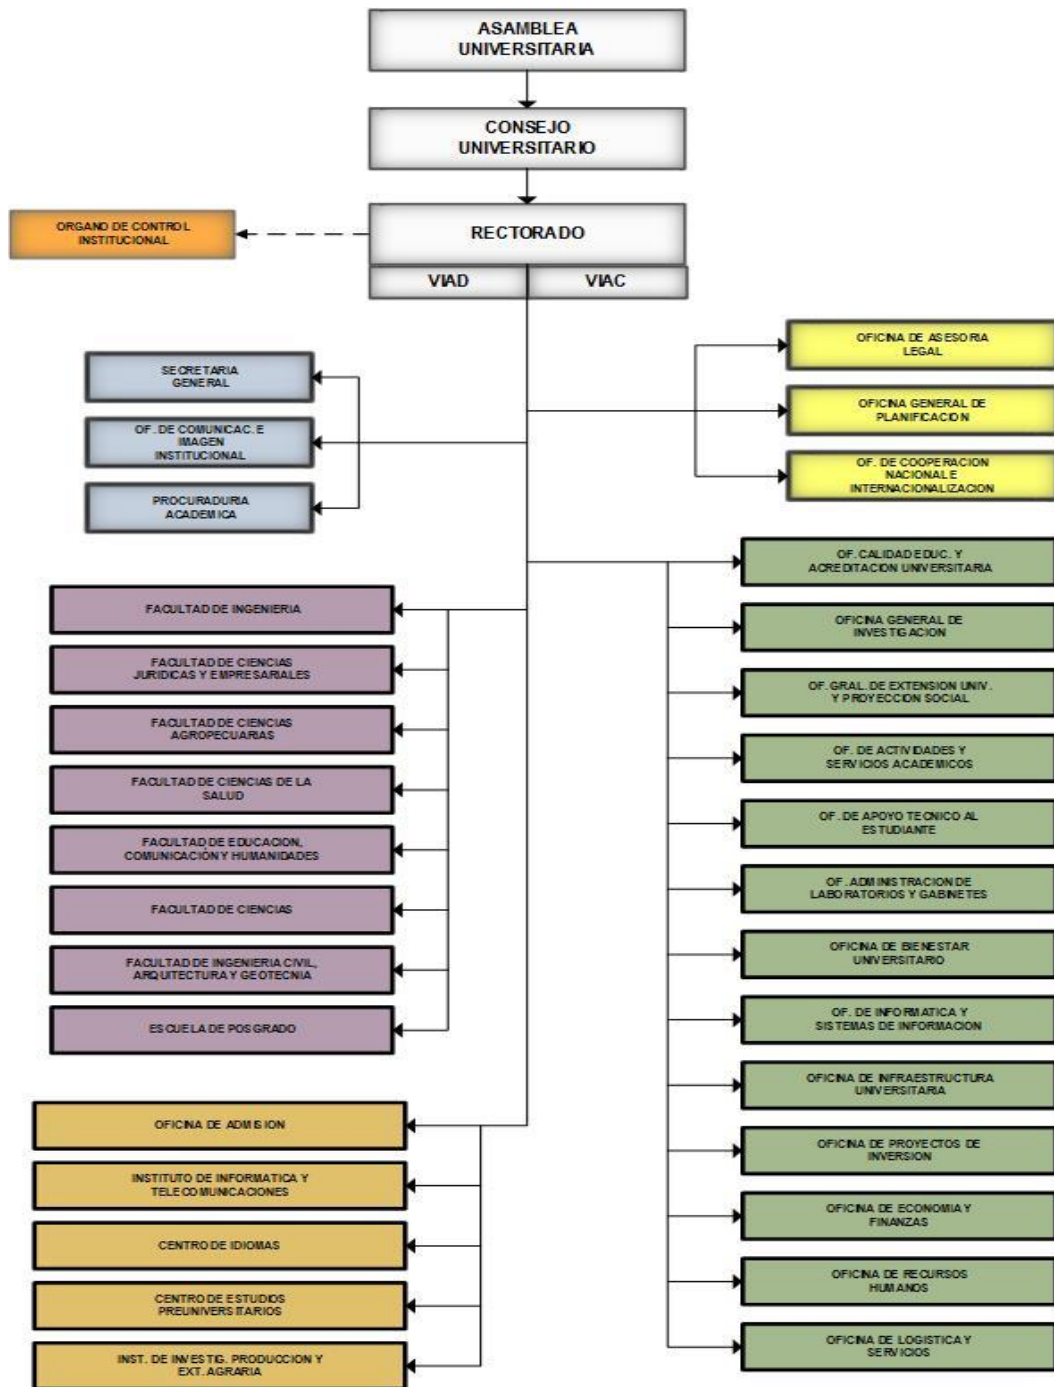 ASAMBLEA
UNIVERSITARIA
CONSEJO
UNIVERSITARIO
ORGANO DE CONTROL
INSTITUCIONAL
RECTORADO
VIAD
VIAC
SECRETARIA
GENERAL
OF. DE COMUNICAC. E
IMAGEN
INSTITUCIONAL
PROCURADURIA
ACADEMICA
OFICINA DE ASESORIA
LEGAL
OFICINA GENERAL DE
PLANIFICACION
OF. DE COOPERACION
NACIONAL E
INTERNACIONALIZACION
FACULTAD DE INGENIERIA
FACULTAD DE CIENCIAS
JURIDICAS Y EMPRESARIALES
FACULTAD DE CIENCIAS
AGROPECUARIAS
FACULTAD DE CIENCIAS DE LA
SALUD
FACULTAD DE EDUCACION,
COMUNICACIÓN Y HUMANIDADES
FACULTAD DE CIENCIAS
FACULTAD DE INGENIERIA CIVIL,
ARQUITECTURA Y GEOTECNIA
ESCUELA DE POSGRADO
OFICINA DE ADMISION
INSTITUTO DE INFORMATICA Y
TELECOMUNICACIONES
CENTRO DE IDIOMAS
CENTRO DE ESTUDIOS
PREUNIVERSITARIOS
INST. DE INVESTIG. PRODUCCION Y
EXT. AGRARIA
OF. CALIDAD EDUC. Y
ACREDITACION UNIVERSITARIA
OFICINA GENERAL DE
INVESTIGACION
OF. GRAL. DE EXTENSION UNIV.
Y PROYECCION SOCIAL
OF. DE ACTIVIDADES Y
SERVICIOS ACADEMICOS
OF. DE APOYO TECNICO AL
ESTUDIANTE
OF. ADMINISTRACION DE
LABORATORIOS Y GABINETES
OFICINA DE BIENESTAR
UNIVERSITARIO
OF. DE INFORMATICA Y
SISTEMAS DE INFORMACION
OFICINA DE INFRAESTRUCTURA
UNIVERSITARIA
OFICINA DE PROYECTOS DE
INVERSION
OFICINA DE ECONOMIA Y
FINANZAS
OFICINA DE RECURSOS
HUMANOS
OFICINA DE LOGISTICA Y
SERVICIOS